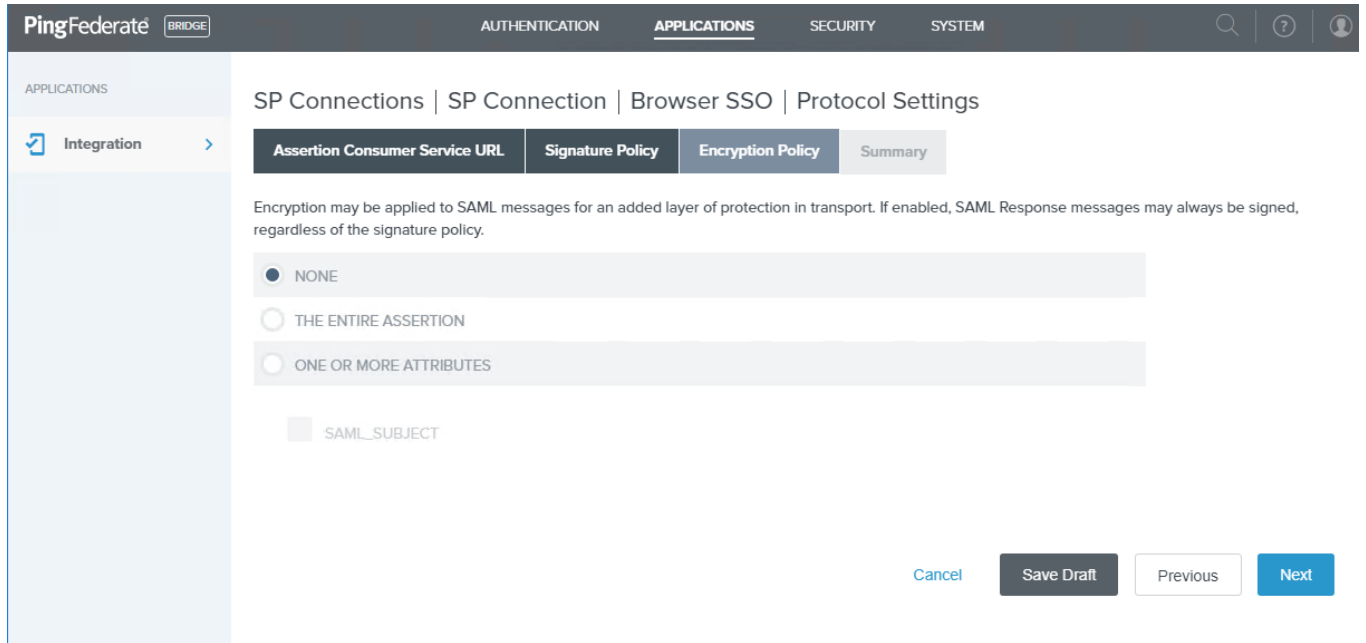 PingFederate BRIDGE
AUTHENTICATION APPLICATIONS SECURITY SYSTEM
?
APPLICATIONS
Integration
SP Connections | SP Connection | Browser SSO | Protocol Settings
Assertion Consumer Service URL Signature Policy Encryption Policy Summary
Encryption may be applied to SAML messages for an added layer of protection in transport. If enabled, SAML Response messages may always be signed,
regardless of the signature policy.
NONE
THE ENTIRE ASSERTION
ONE OR MORE ATTRIBUTES
SAML_SUBJECT
Cancel Save Draft Previous Next